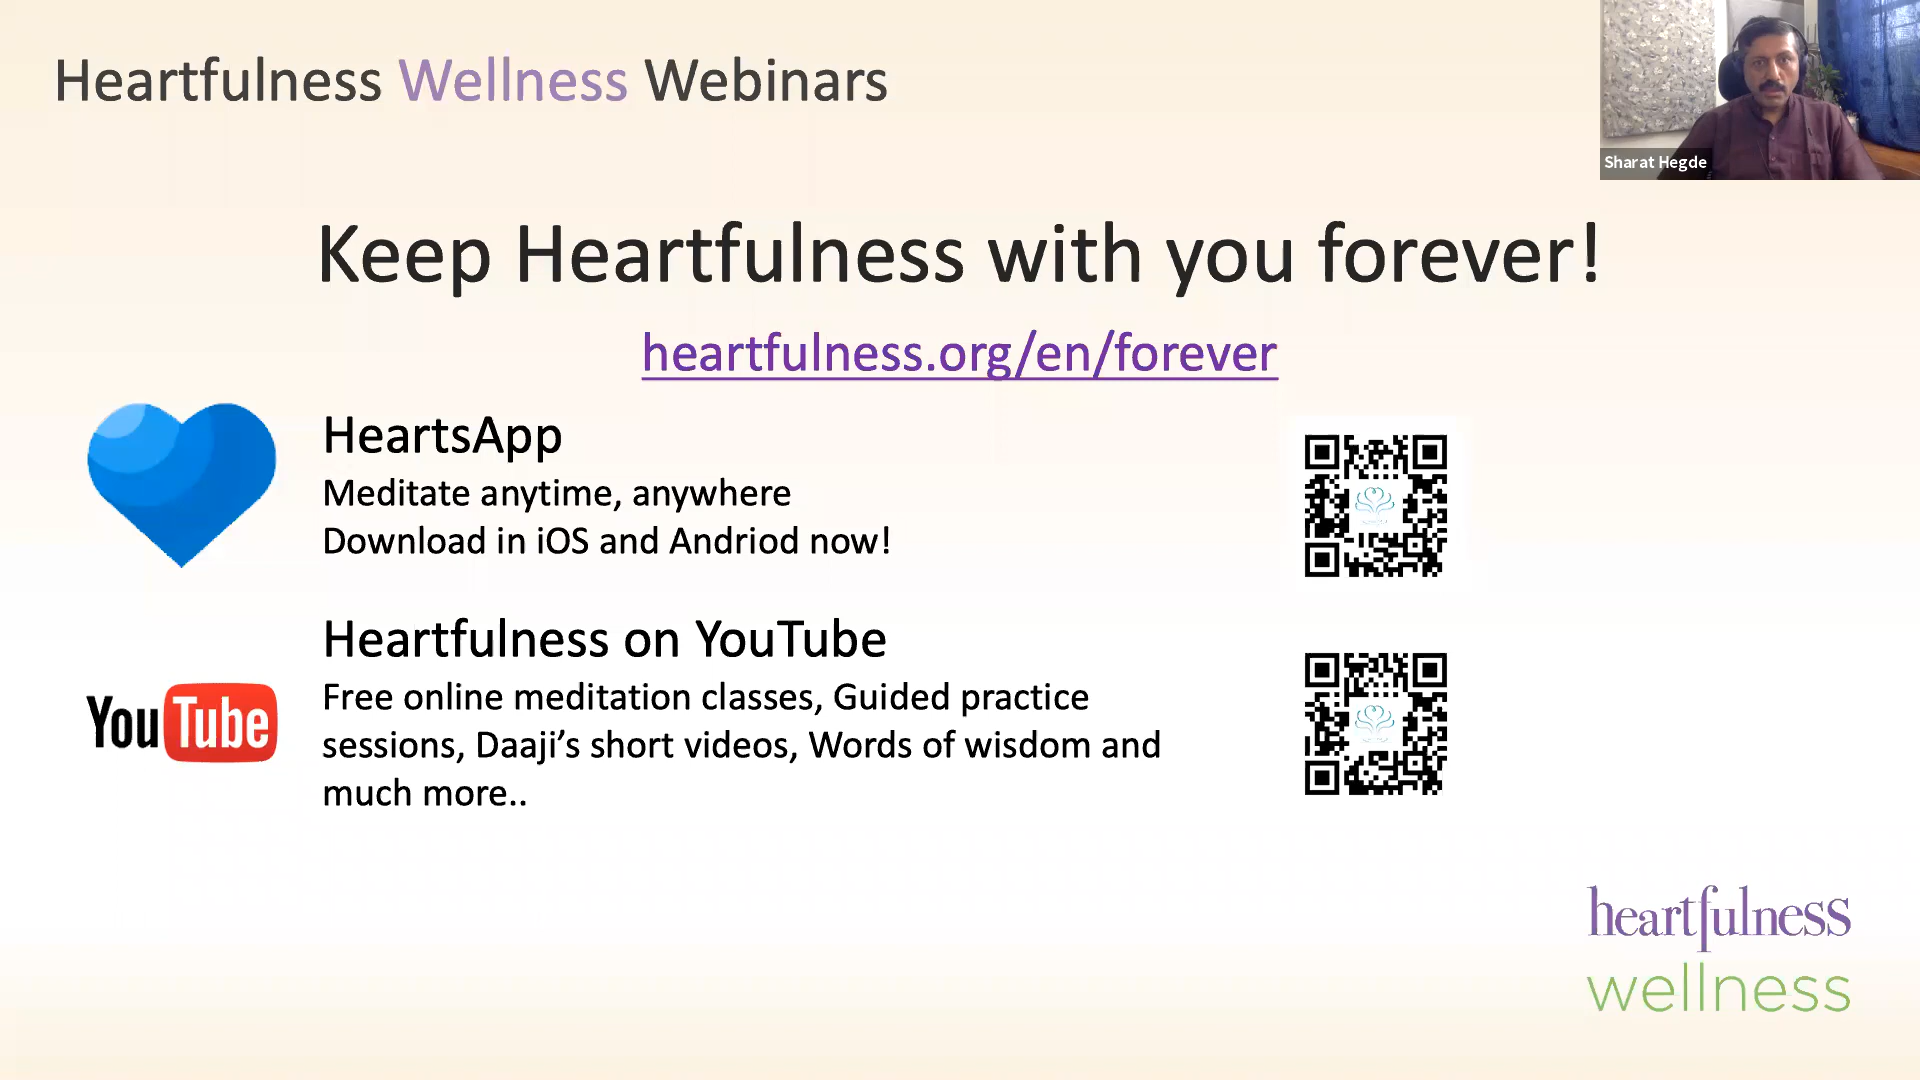 Heartfulness Wellness Webinars
Sharat Hegde
Keep Heartfulness with you forever!
heartfulness.org/en/forever
HeartsApp
Meditate anytime, anywhere
Download in iOS and Andriod now!
Heartfulness on YouTube
YouTube
Free online meditation classes, Guided practice
sessions, Daaji's short videos, Words of wisdom and
much more..
heartfulness
wellness